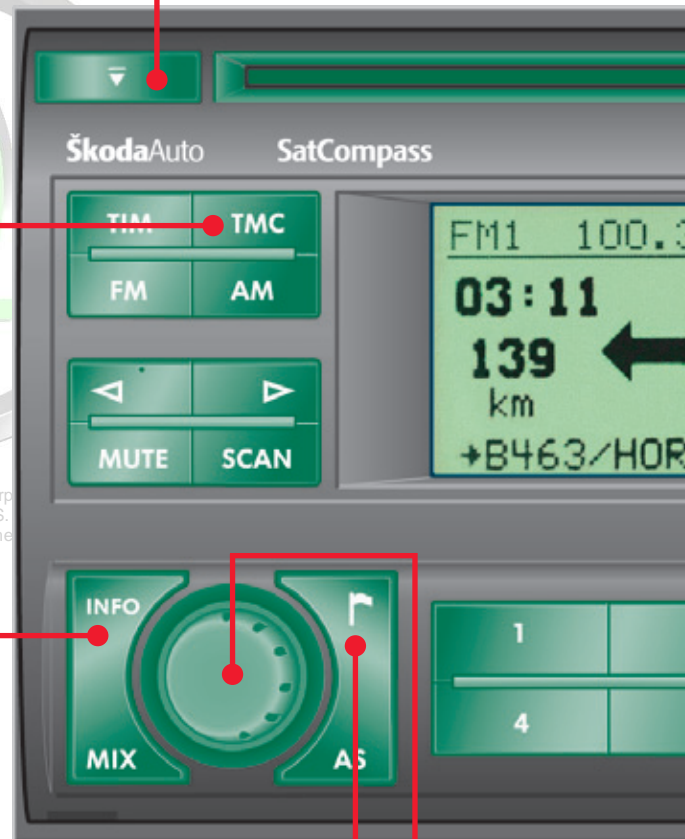 ŠkodaAuto SatCompass
TIM TMC
FM AM
MUTE SCAN
FM1 100.3
03:11
139
km
→B463/HOR
INFO
MIX
AS
1
4